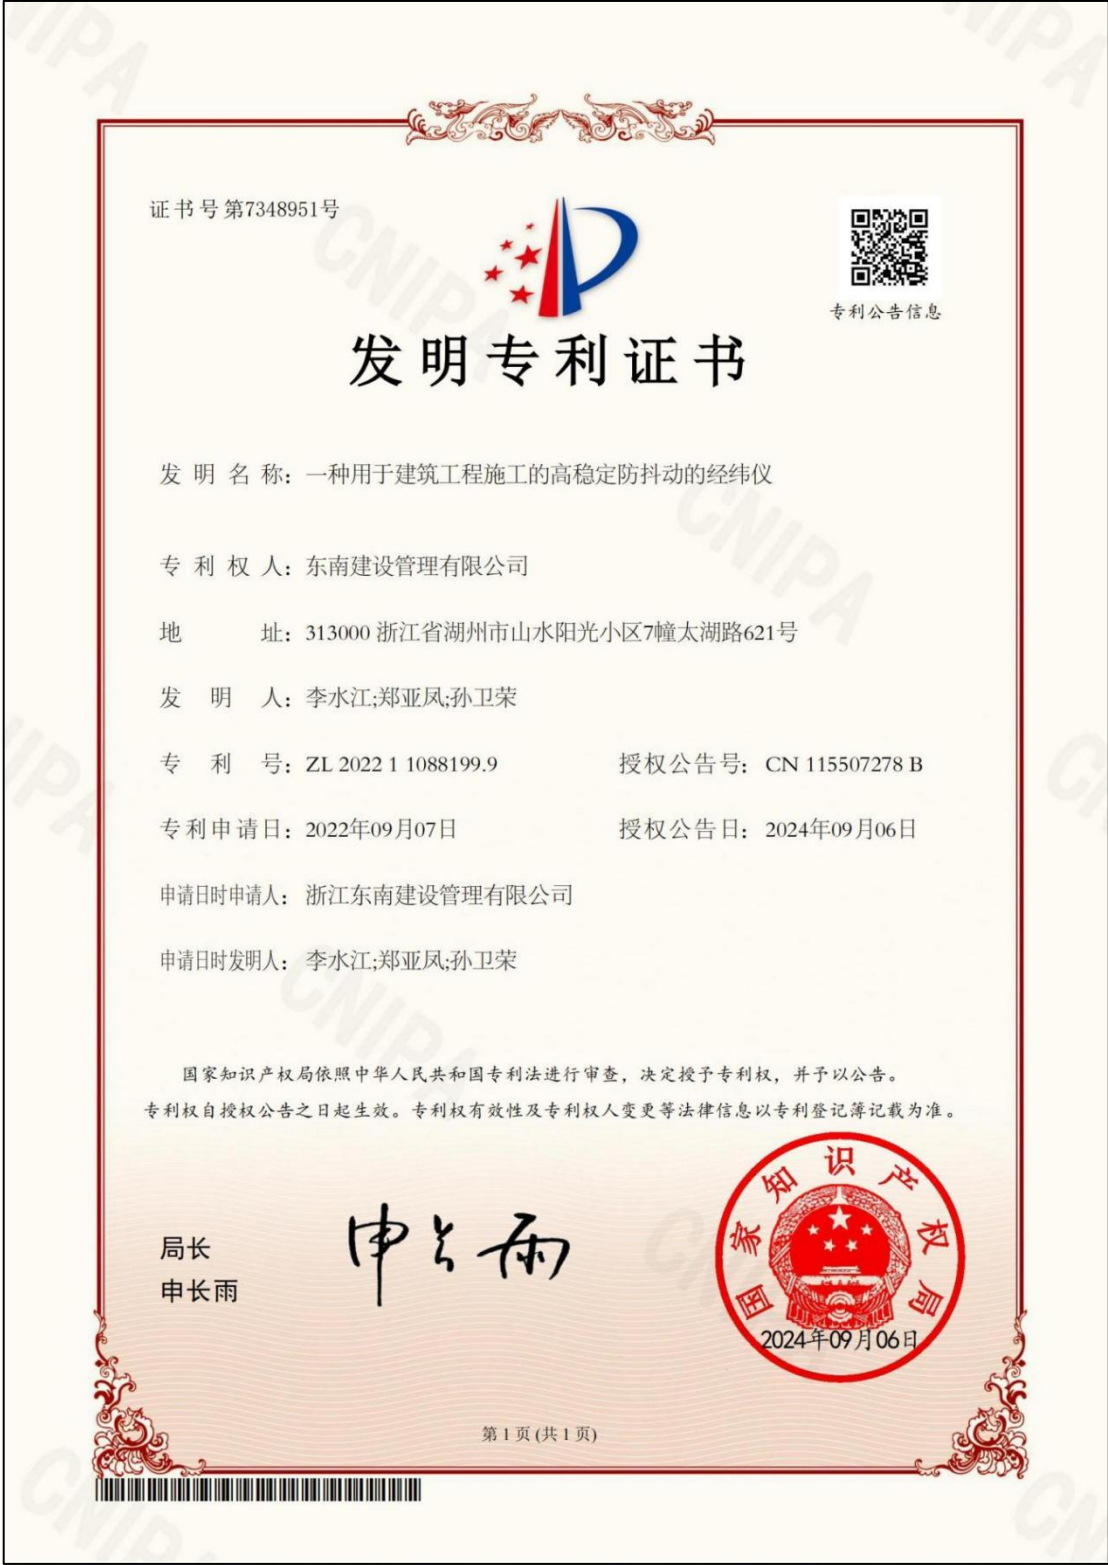 证书号第7348951号
专利公告信息
发明专利证书
发明名称：一种用于建筑工程施工的高稳定防抖动的经纬仪
专利权人：东南建设管理有限公司
地址：313000 浙江省湖州市山水阳光小区7幢太湖路621号
发明人：李水江;郑亚凤;孙卫荣
专利号：ZL 2022 1 1088199.9 授权公告号：CN 115507278 B
专利申请日：2022年09月07日 授权公告日：2024年09月06日
申请日时申请人：浙江东南建设管理有限公司
申请日时发明人：李水江;郑亚凤;孙卫荣
国家知识产权局依照中华人民共和国专利法进行审查，决定授予专利权，并予以公告。
专利权自授权公告之日起生效。专利权有效性及专利权人变更等法律信息以专利登记簿记载为准。
局长
申长雨
申长雨
国家知识产权局
2024年09月06日
第 1 页 (共 1 页)
CNIPA
CNIPA
CNIPA
CNIPA